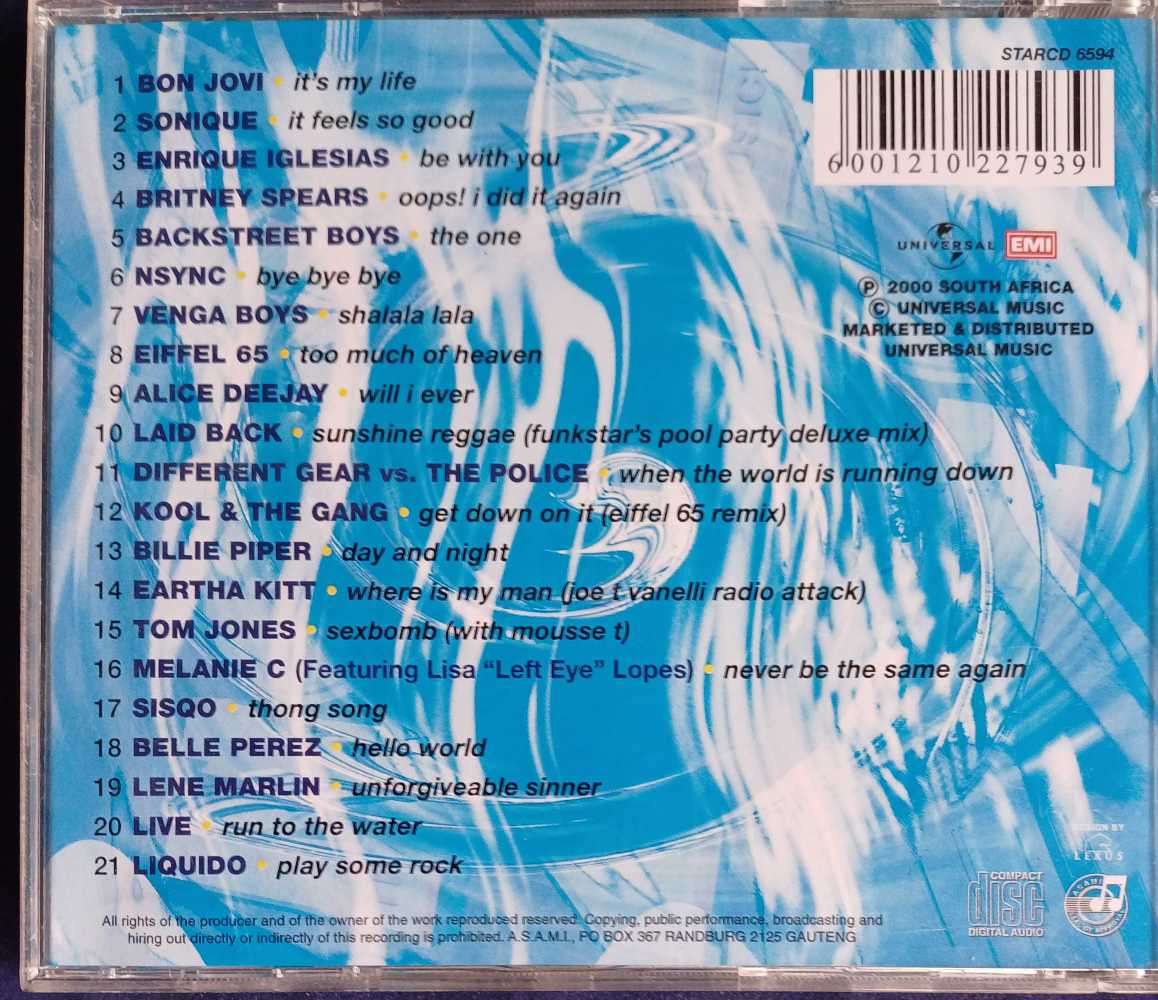 STARCD 6594
1 BON JOVI • it's my life
2 SONIQUE • it feels so good
3 ENRIQUE IGLESIAS • be with you
4 BRITNEY SPEARS • oops! i did it again
5 BACKSTREET BOYS • the one
6 NSYNC • bye bye bye
7 VENGA BOYS • shalala lala
8 EIFFEL 65 • too much of heaven
9 ALICE DEEJAY • will i ever
10 LAID BACK • sunshine reggae (funkstar's pool party deluxe mix)
11 DIFFERENT GEAR vs. THE POLICE • when the world is running down
12 KOOL & THE GANG • get down on it (eiffel 65 remix)
13 BILLIE PIPER • day and night
14 EARTHA KITT • where is my man (joe t vanelli radio attack)
15 TOM JONES • sexbomb (with mousse t)
16 MELANIE C (Featuring Lisa “Left Eye” Lopes) • never be the same again
17 SISQO • thong song
18 BELLE PEREZ • hello world
19 LENE MARLIN • unforgiveable sinner
20 LIVE • run to the water
21 LIQUIDO • play some rock
6 001210 227939
UNIVERSAL EMI
℗ 2000 SOUTH AFRICA
© UNIVERSAL MUSIC
MARKETED & DISTRIBUTED
UNIVERSAL MUSIC
DESIGN BY
LEXUS
COMPACT
disc
DIGITAL AUDIO
All rights of the producer and of the owner of the work reproduced reserved. Copying, public performance, broadcasting and
hiring out directly or indirectly of this recording is prohibited. A.S.A.M.I., PO BOX 367 RANDBURG 2125 GAUTENG